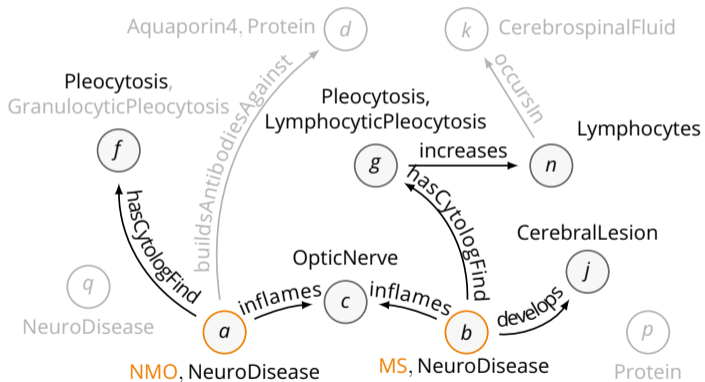 Aquaporin4, Protein
d
k
CerebrospinalFluid
Pleocytosis,
GranulocyticPleocytosis
f
buildsAntibodiesAgainst
Pleocytosis,
LymphocyticPleocytosis
g
increases
occursIn
n
Lymphocytes
hasCytologFind
hasCytologFind
CerebralLesion
j
OpticNerve
q
NeuroDisease
inflames
c
inflames
develops
a
b
p
NMO, NeuroDisease
MS, NeuroDisease
Protein